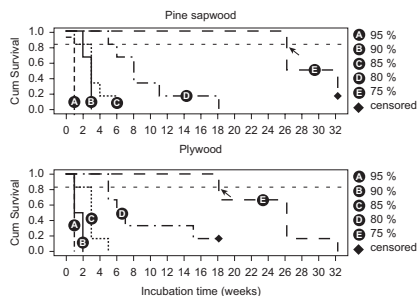 Pine sapwood
Cum Survival
1.0
0.8
0.6
0.4
0.2
0.0
A B C D E
0 2 4 6 8 10 12 14 16 18 20 22 24 26 28 30 32
A 95 %
B 90 %
C 85 %
D 80 %
E 75 %
censored
Plywood
Cum Survival
1.0
0.8
0.6
0.4
0.2
0.0
A B C D E
0 2 4 6 8 10 12 14 16 18 20 22 24 26 28 30 32
Incubation time (weeks)
A 95 %
B 90 %
C 85 %
D 80 %
E 75 %
censored